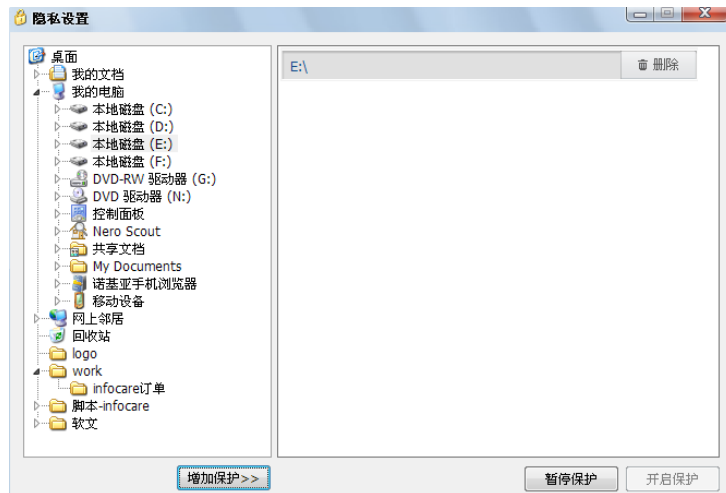 隐私设置
桌面
我的文档
我的电脑
本地磁盘 (C:)
本地磁盘 (D:)
本地磁盘 (E:)
本地磁盘 (F:)
DVD-RW 驱动器 (G:)
DVD 驱动器 (N:)
控制面板
Nero Scout
共享文档
My Documents
诺基亚手机浏览器
移动设备
网上邻居
回收站
logo
work
infocare订单
脚本-infocare
软文
E:\
删除
增加保护>>
暂停保护
开启保护